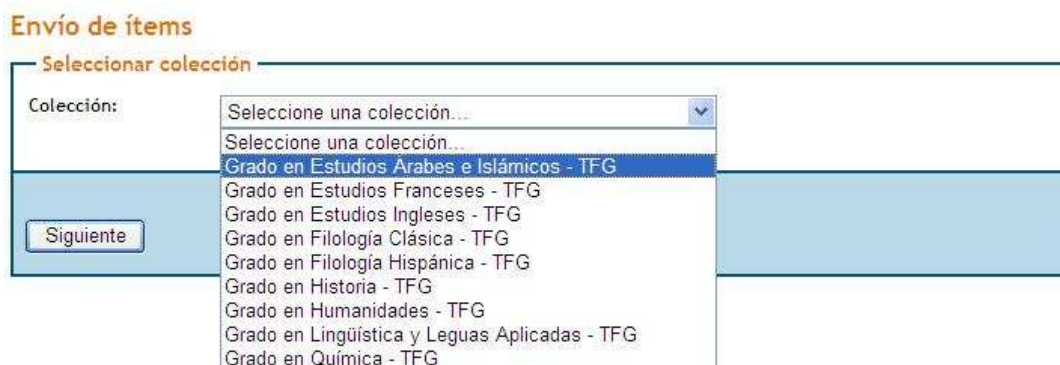 Envío de ítems
Seleccionar colección
Colección:
Seleccione una colección...
Seleccione una colección...
Grado en Estudios Árabes e Islámicos - TFG
Grado en Estudios Franceses - TFG
Grado en Estudios Ingleses - TFG
Siguiente
Grado en Filología Clásica - TFG
Grado en Filología Hispánica - TFG
Grado en Historia - TFG
Grado en Humanidades - TFG
Grado en Lingüística y Leguas Aplicadas - TFG
Grado en Química - TFG